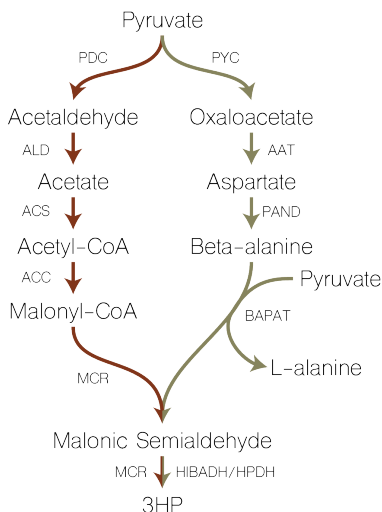 Pyruvate
PDC PYC
Acetaldehyde Oxaloacetate
ALD AAT
Acetate Aspartate
ACS PAND
Acetyl-CoA Beta-alanine
ACC Pyruvate
Malonyl-CoA BAPAT
L-alanine
MCR
Malonic Semialdehyde
MCR HIBADH/HPDH
3HP